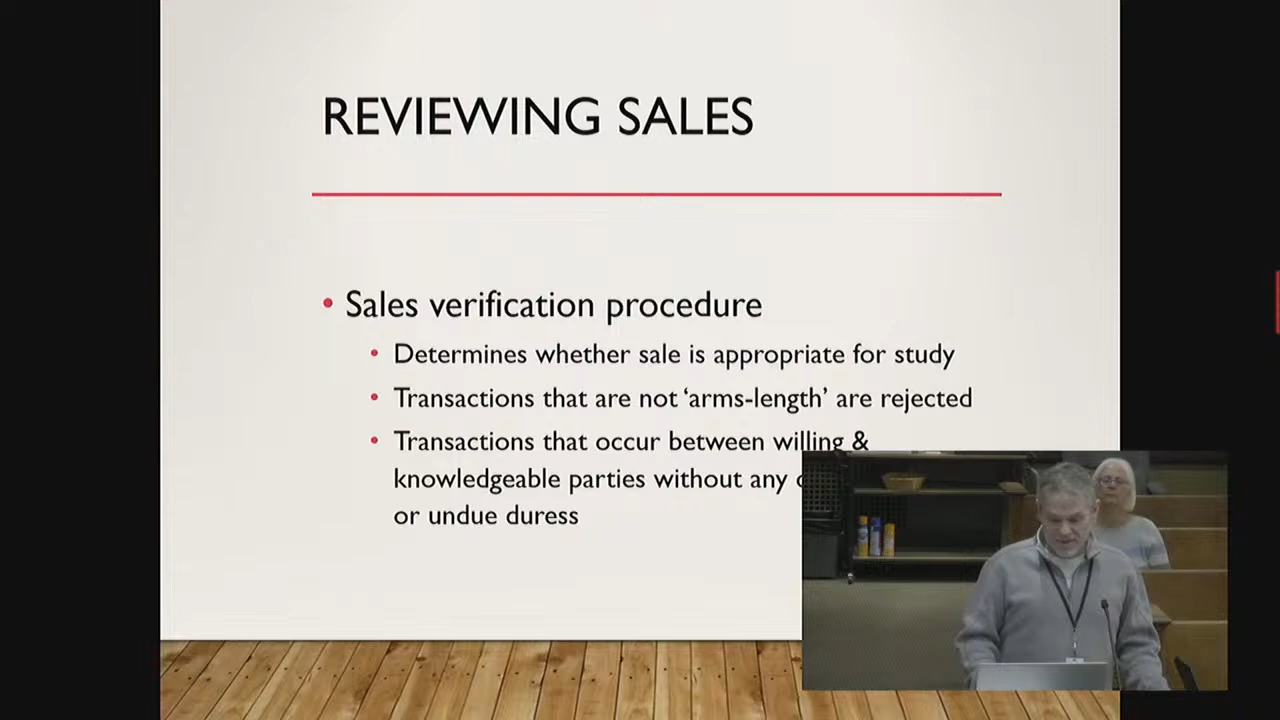 REVIEWING SALES
• Sales verification procedure
• Determines whether sale is appropriate for study
• Transactions that are not ‘arms-length’ are rejected
• Transactions that occur between willing &
knowledgeable parties without any
or undue duress